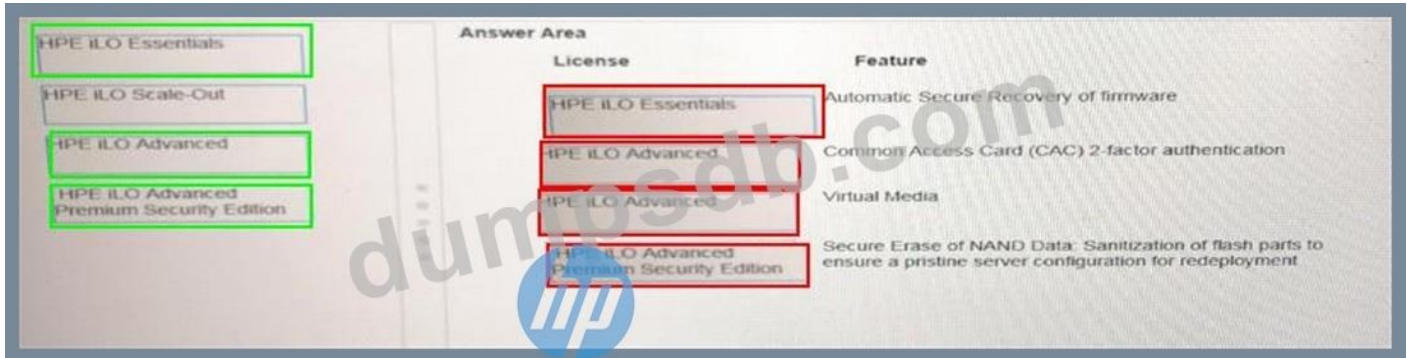 HPE iLO Essentials
HPE iLO Scale-Out
HPE iLO Advanced
HPE iLO Advanced
Premium Security Edition
Answer Area
License
Feature
HPE iLO Essentials
Automatic Secure Recovery of firmware
HPE iLO Advanced
Common Access Card (CAC) 2-factor authentication
HPE iLO Advanced
Virtual Media
HPE iLO Advanced
Premium Security Edition
Secure Erase of NAND Data: Sanitization of flash parts to
ensure a pristine server configuration for redeployment
dumpsdb.com
hp